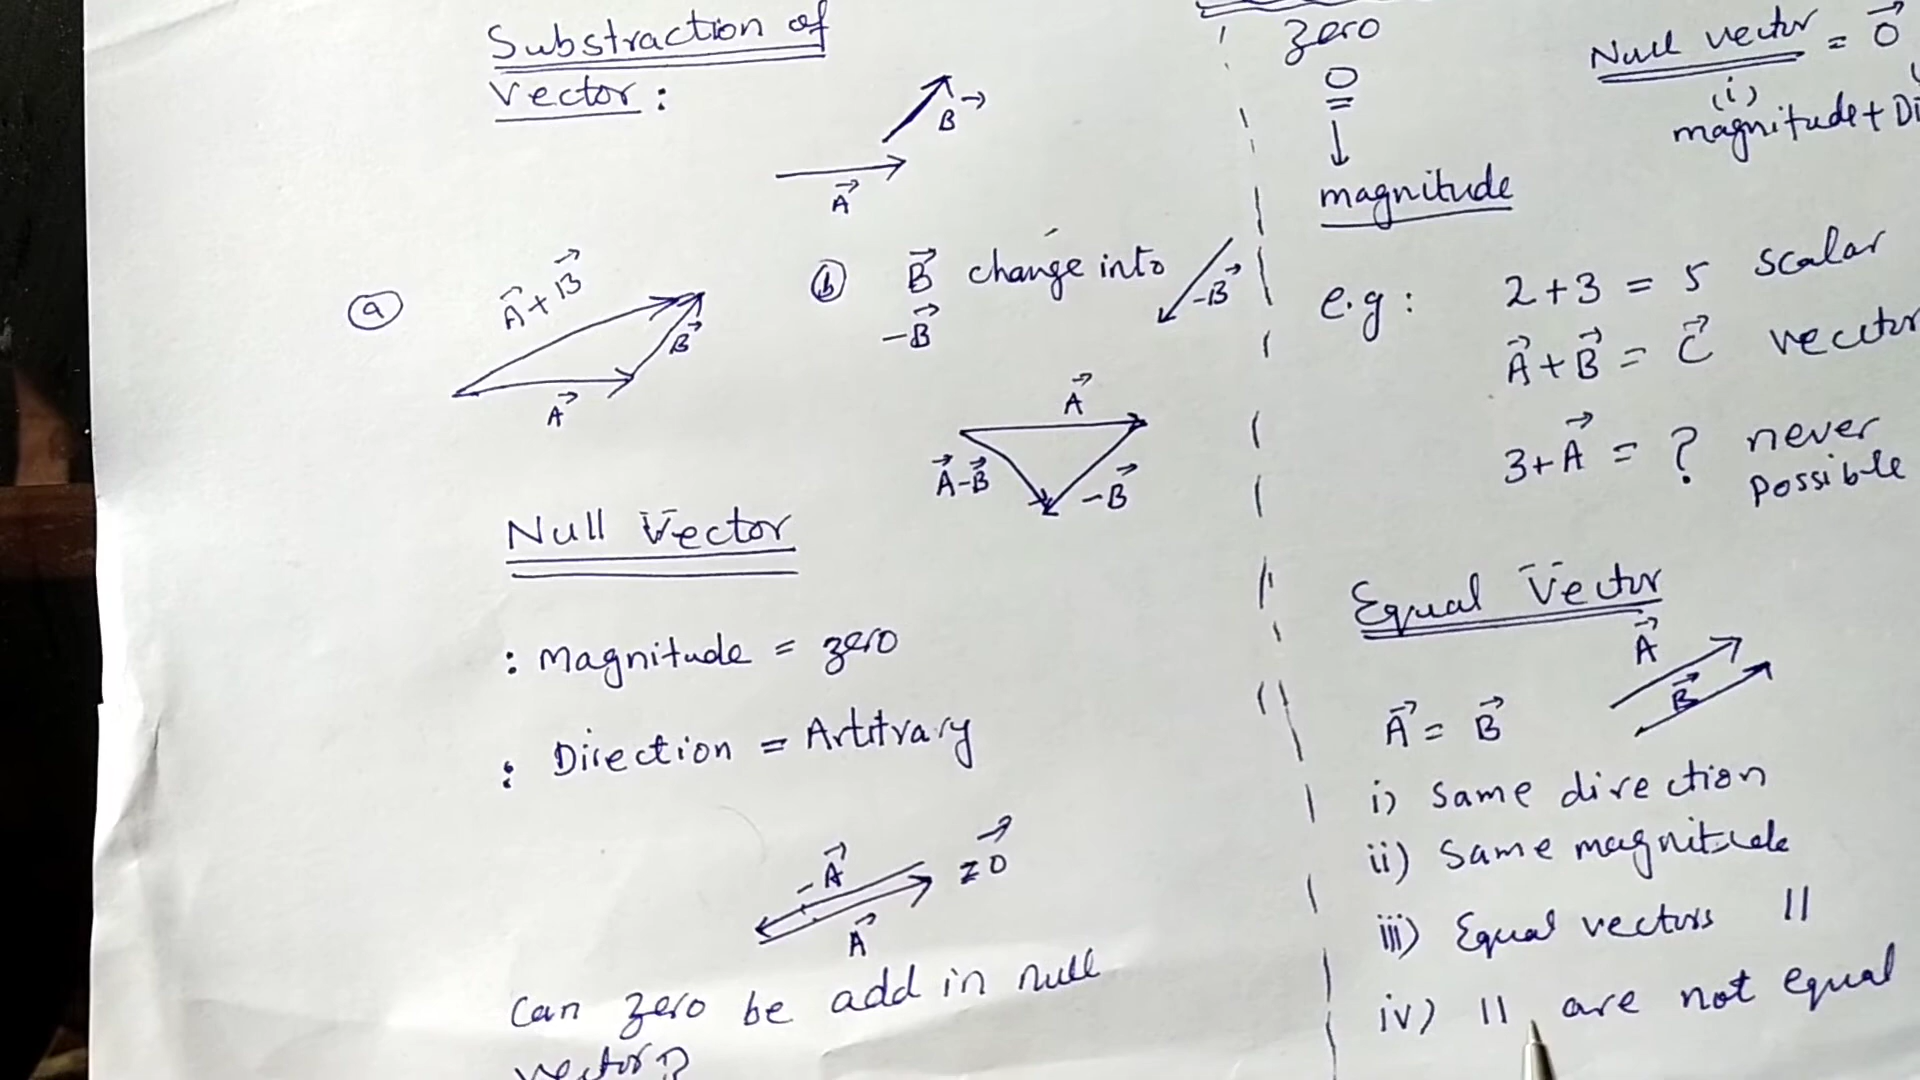 Substraction of
Vector :
B→
A→
(a)
A→ + B→
B→
A→
(b) B→ change into
-B→
-B→
A→
A→-B→
-B→
Null Vector
: Magnitude = zero
: Direction =
-A→
A→
= 0→
Can zero be add in null
vector?
zero
0
magnitude
Null vector = 0→
(i)
magnitude + Di
e.g : 2+3 = 5 scalar
A→+B→ = C→ vecctor
3+A→ = ? never
possible
Equal Vector
A→
B→
A→ = B→
i) Same direction
ii) Same magnitude
iii) Equal vectors ||
iv) || are not equal